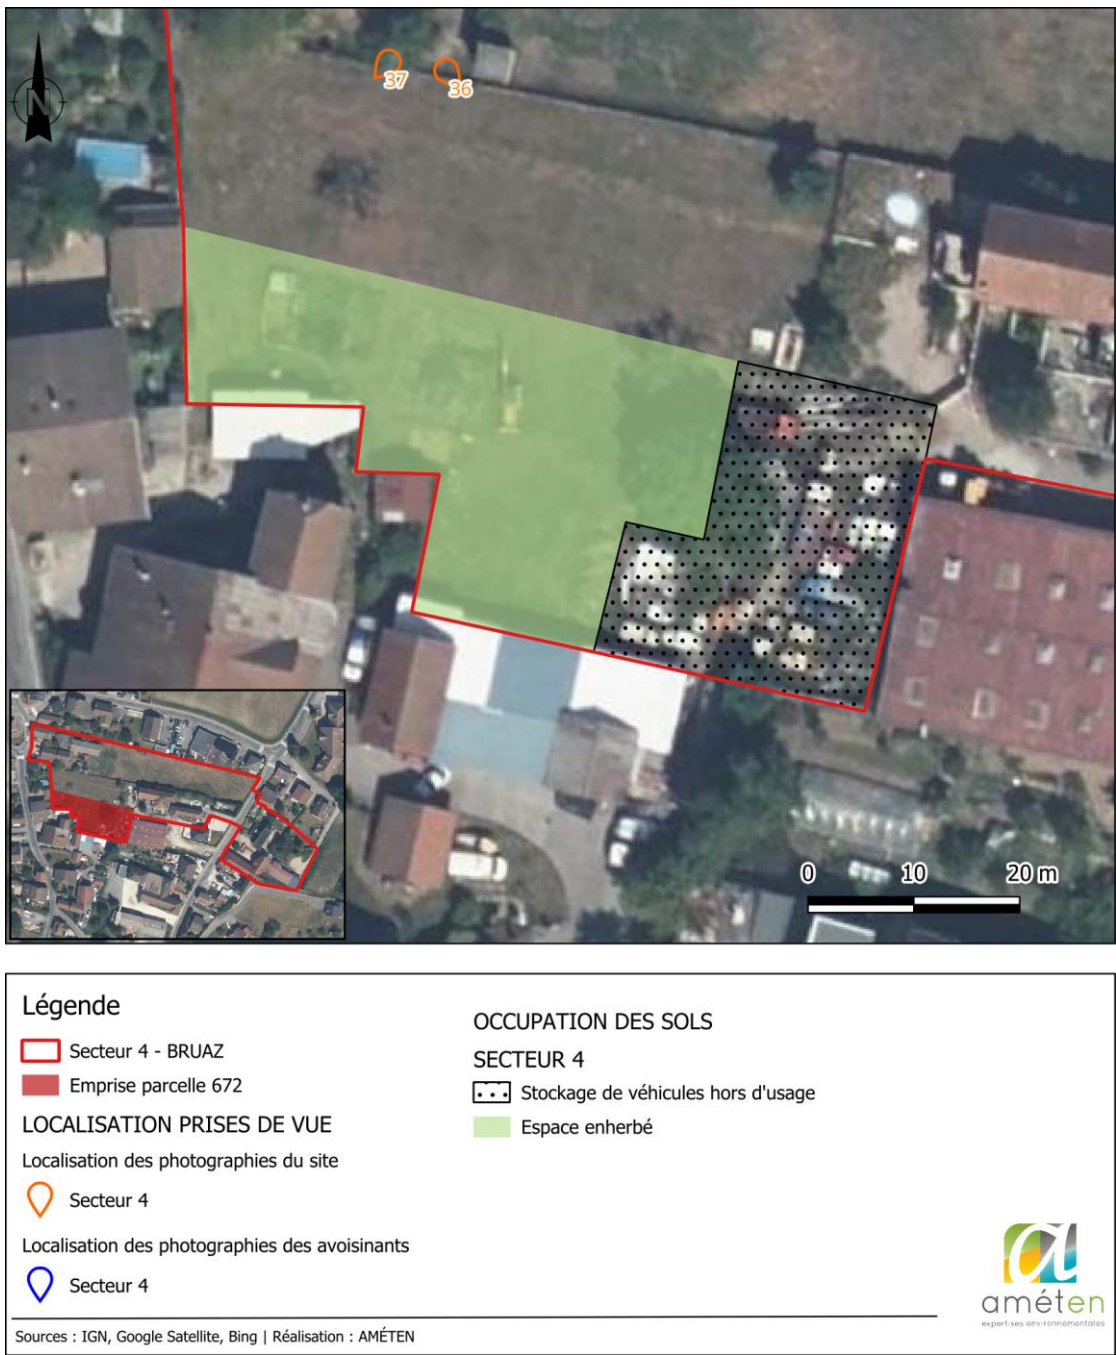 N
37
36
0 10 20 m
Légende
Secteur 4 - BRUAZ
Emprise parcelle 672
LOCALISATION PRISES DE VUE
Localisation des photographies du site
Secteur 4
Localisation des photographies des avoisinants
Secteur 4
OCCUPATION DES SOLS
SECTEUR 4
Stockage de véhicules hors d'usage
Espace enherbé
améten
expertises environnementales
Sources : IGN, Google Satellite, Bing | Réalisation : AMÉTEN